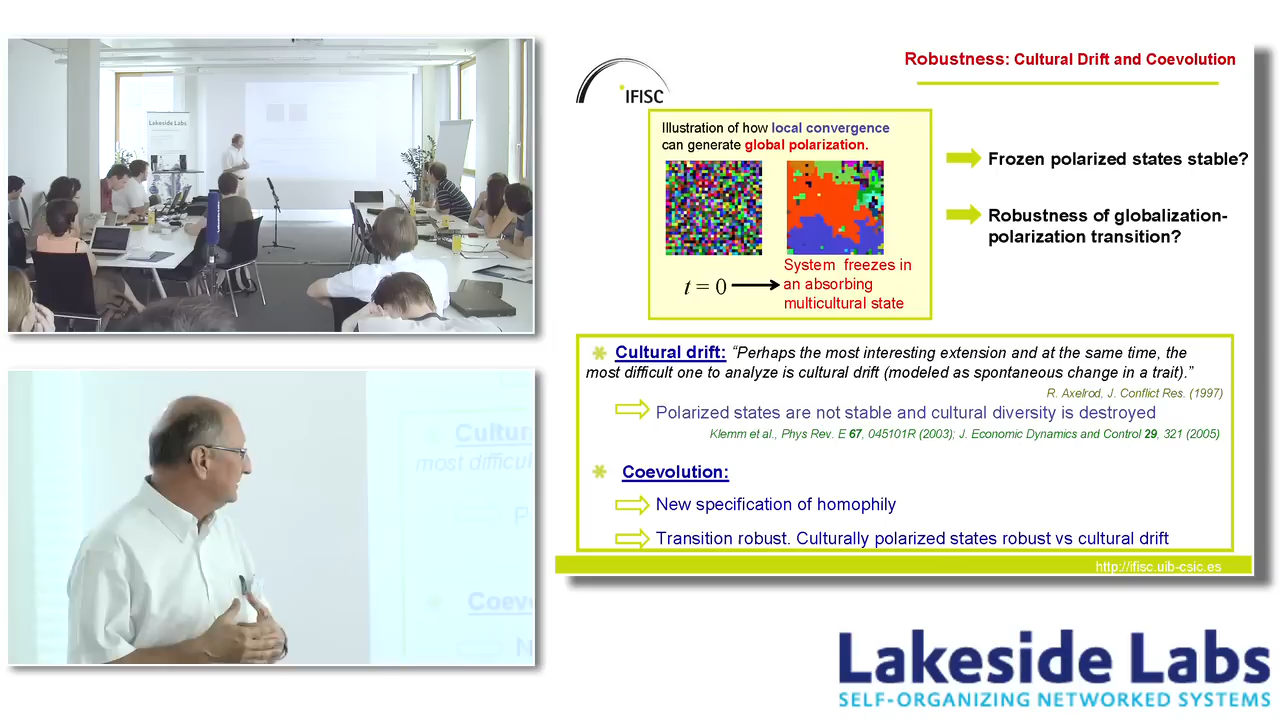 Lakeside Labs
Cultur
most difficul
P
Coevo
N
IFISC
Robustness: Cultural Drift and Coevolution
Illustration of how local convergence
can generate global polarization.
t = 0
System freezes in
an absorbing
multicultural state
Frozen polarized states stable?
Robustness of globalization-
polarization transition?
Cultural drift: “Perhaps the most interesting extension and at the same time, the
most difficult one to analyze is cultural drift (modeled as spontaneous change in a trait).”
R. Axelrod, J. Conflict Res. (1997)
Polarized states are not stable and cultural diversity is destroyed
Klemm et al., Phys Rev. E 67, 045101R (2003); J. Economic Dynamics and Control 29, 321 (2005)
Coevolution:
New specification of homophily
Transition robust. Culturally polarized states robust vs cultural drift
http://ifisc.uib-csic.es
Lakeside Labs
SELF-ORGANIZING NETWORKED SYSTEMS